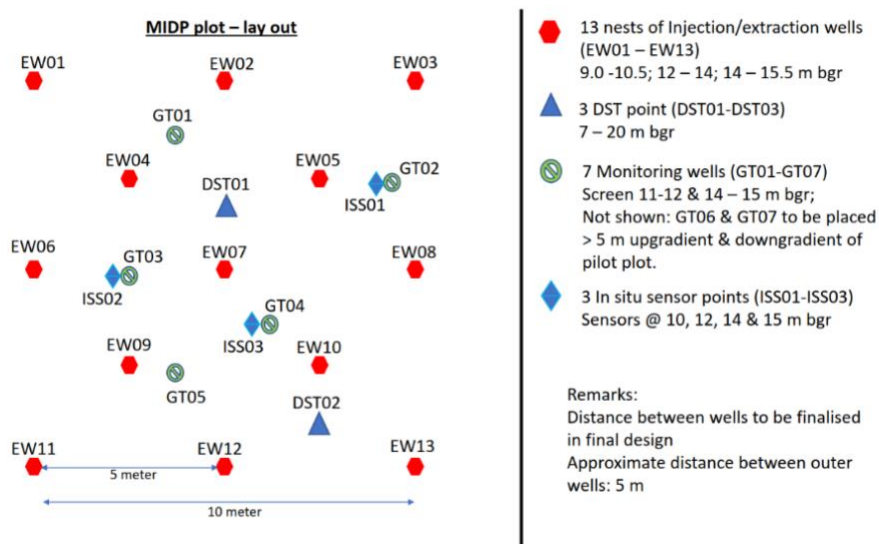 MIDP plot – lay out
EW01
EW02
EW03
GT01
EW04
EW05
GT02
DST01
ISS01
EW06
GT03
EW07
EW08
ISS02
GT04
ISS03
EW09
EW10
GT05
DST02
EW11
EW12
EW13
5 meter
10 meter
13 nests of Injection/extraction wells
(EW01 – EW13)
9.0 -10.5; 12 – 14; 14 – 15.5 m bgr
3 DST point (DST01-DST03)
7 – 20 m bgr
7 Monitoring wells (GT01-GT07)
Screen 11-12 & 14 – 15 m bgr;
Not shown: GT06 & GT07 to be placed
> 5 m upgradient & downgradient of
pilot plot.
3 In situ sensor points (ISS01-ISS03)
Sensors @ 10, 12, 14 & 15 m bgr
Remarks:
Distance between wells to be finalised
in final design
Approximate distance between outer
wells: 5 m